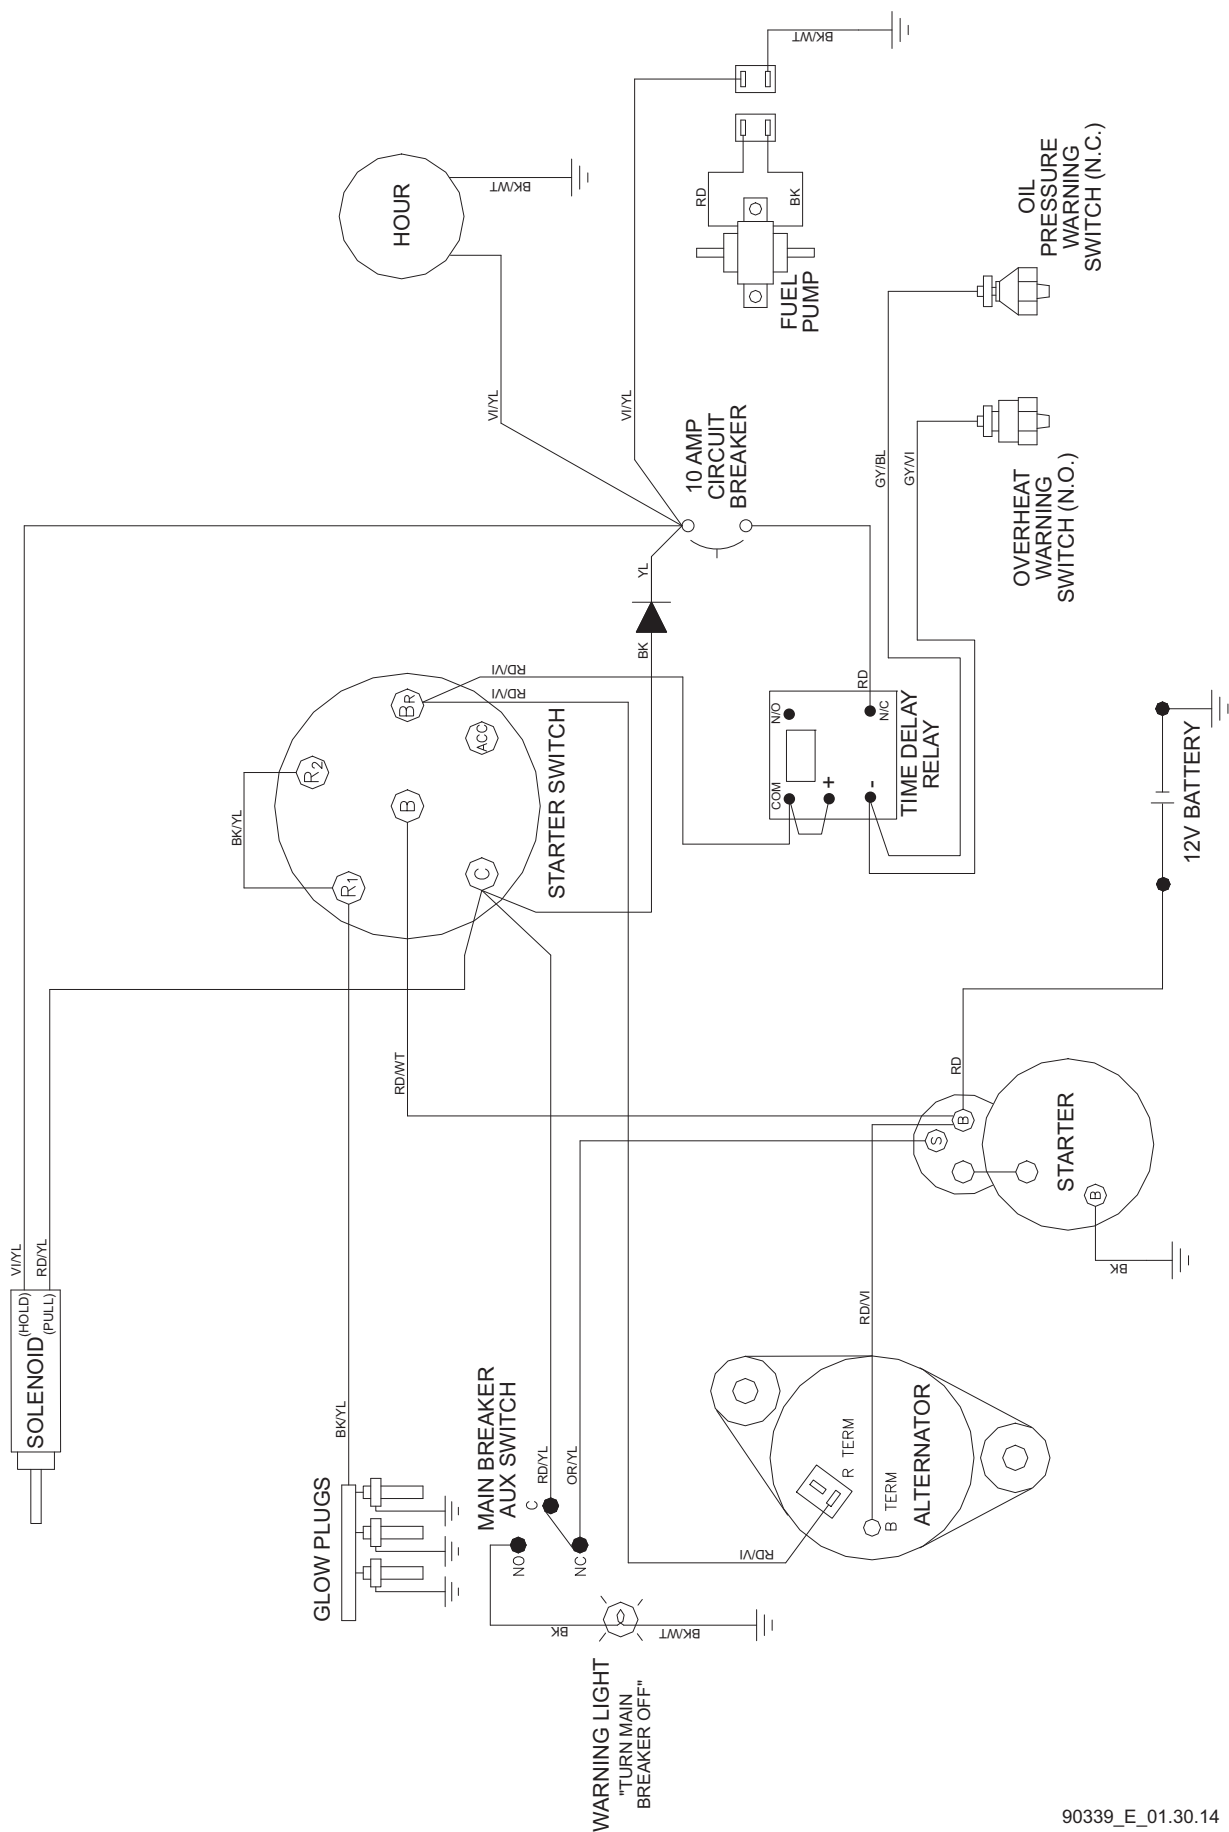 SOLENOID
(HOLD)
(PULL)
VI/YL
RD/YL
GLOW PLUGS
BK/YL
BK/YL
R1
R2
B
BR
C
ACC
STARTER SWITCH
RD/VI
RD/VI
RD/WT
HOUR
BK/WT
VI/YL
VI/YL
BK/WT
RD
BK
FUEL
PUMP
10 AMP
CIRCUIT
BREAKER
YL
BK
OIL
PRESSURE
WARNING
SWITCH (N.C.)
OVERHEAT
WARNING
SWITCH (N.O.)
GY/BL
GY/VI
RD
N/O
N/C
COM
+
-
TIME DELAY
RELAY
12V BATTERY
RD
S
B
B
STARTER
BK
RD/VI
ALTERNATOR
R TERM
B TERM
RD/VI
MAIN BREAKER
AUX SWITCH
C
NO
NC
RD/YL
OR/YL
BK
BK/WT
WARNING LIGHT
"TURN MAIN
BREAKER OFF"
90339_E_01.30.14